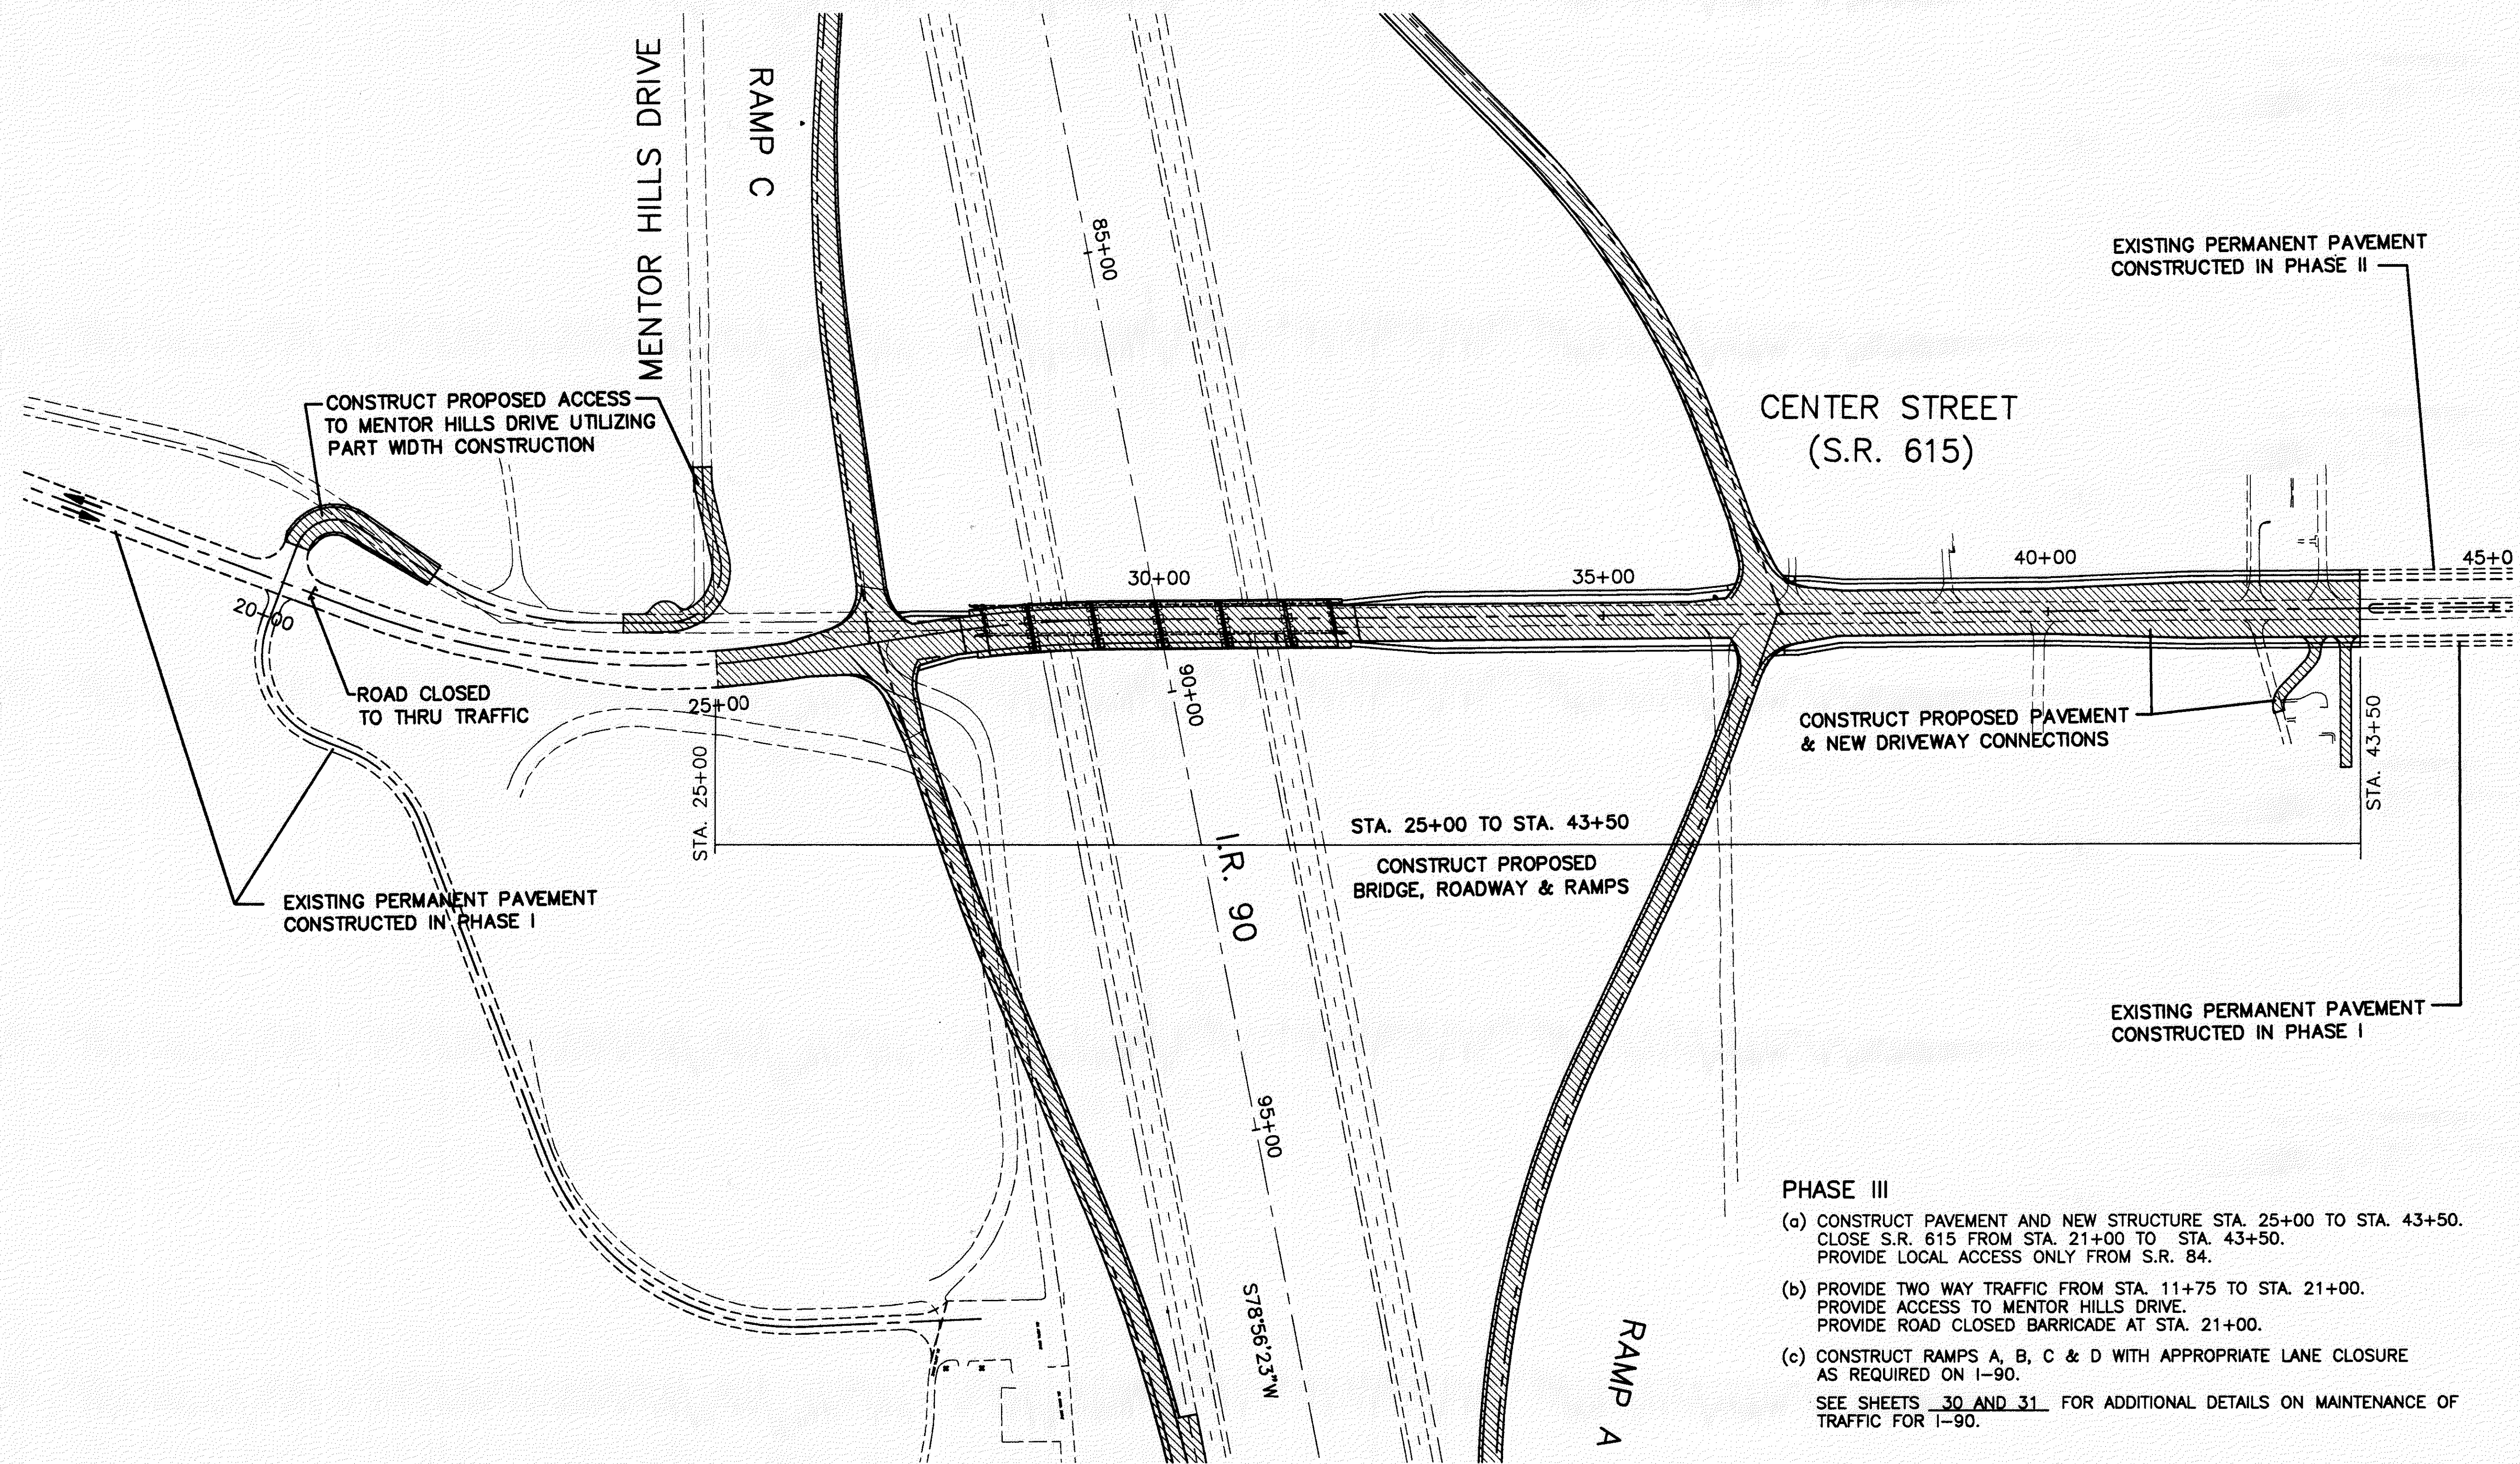 MENTOR HILLS DRIVE
RAMP C
85+00
EXISTING PERMANENT PAVEMENT
CONSTRUCTED IN PHASE II
CONSTRUCT PROPOSED ACCESS
TO MENTOR HILLS DRIVE UTILIZING
PART WIDTH CONSTRUCTION
CENTER STREET
(S.R. 615)
20+00
30+00
35+00
40+00
45+0
ROAD CLOSED
TO THRU TRAFFIC
25+00
90+00
CONSTRUCT PROPOSED PAVEMENT
& NEW DRIVEWAY CONNECTIONS
STA. 25+00
STA. 43+50
STA. 25+00 TO STA. 43+50
CONSTRUCT PROPOSED
BRIDGE, ROADWAY & RAMPS
I.R. 90
EXISTING PERMANENT PAVEMENT
CONSTRUCTED IN PHASE I
EXISTING PERMANENT PAVEMENT
CONSTRUCTED IN PHASE I
95+00
S78°56'23"W
RAMP A
PHASE III
(a) CONSTRUCT PAVEMENT AND NEW STRUCTURE STA. 25+00 TO STA. 43+50.
CLOSE S.R. 615 FROM STA. 21+00 TO STA. 43+50.
PROVIDE LOCAL ACCESS ONLY FROM S.R. 84.
(b) PROVIDE TWO WAY TRAFFIC FROM STA. 11+75 TO STA. 21+00.
PROVIDE ACCESS TO MENTOR HILLS DRIVE.
PROVIDE ROAD CLOSED BARRICADE AT STA. 21+00.
(c) CONSTRUCT RAMPS A, B, C & D WITH APPROPRIATE LANE CLOSURE
AS REQUIRED ON I-90.
SEE SHEETS 30 AND 31 FOR ADDITIONAL DETAILS ON MAINTENANCE OF
TRAFFIC FOR I-90.